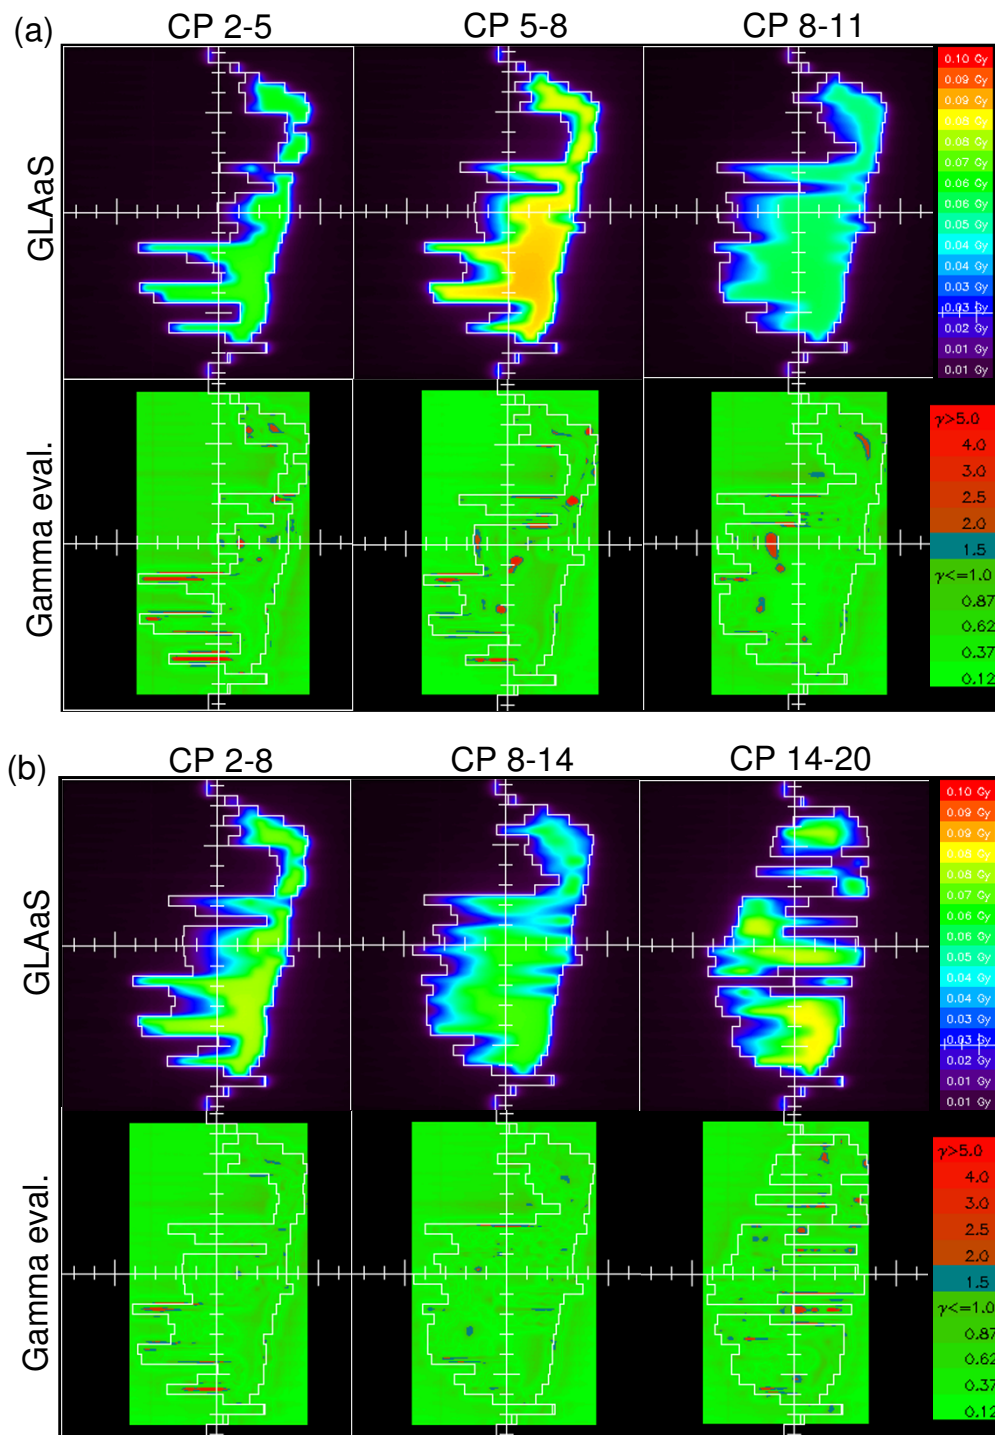 (a)
CP 2-5
CP 5-8
CP 8-11
GLAaS
0.10 Gy
0.09 Gy
0.09 Gy
0.08 Gy
0.08 Gy
0.07 Gy
0.06 Gy
0.06 Gy
0.05 Gy
0.04 Gy
0.04 Gy
0.03 Gy
0.03 Gy
0.02 Gy
0.01 Gy
0.01 Gy
Gamma eval.
γ>5.0
4.0
3.0
2.5
2.0
1.5
γ<=1.0
0.87
0.62
0.37
0.12
(b)
CP 2-8
CP 8-14
CP 14-20
GLAaS
0.10 Gy
0.09 Gy
0.09 Gy
0.08 Gy
0.08 Gy
0.07 Gy
0.06 Gy
0.06 Gy
0.05 Gy
0.04 Gy
0.04 Gy
0.03 Gy
0.03 Gy
0.02 Gy
0.01 Gy
0.01 Gy
Gamma eval.
γ>5.0
4.0
3.0
2.5
2.0
1.5
γ<=1.0
0.87
0.62
0.37
0.12